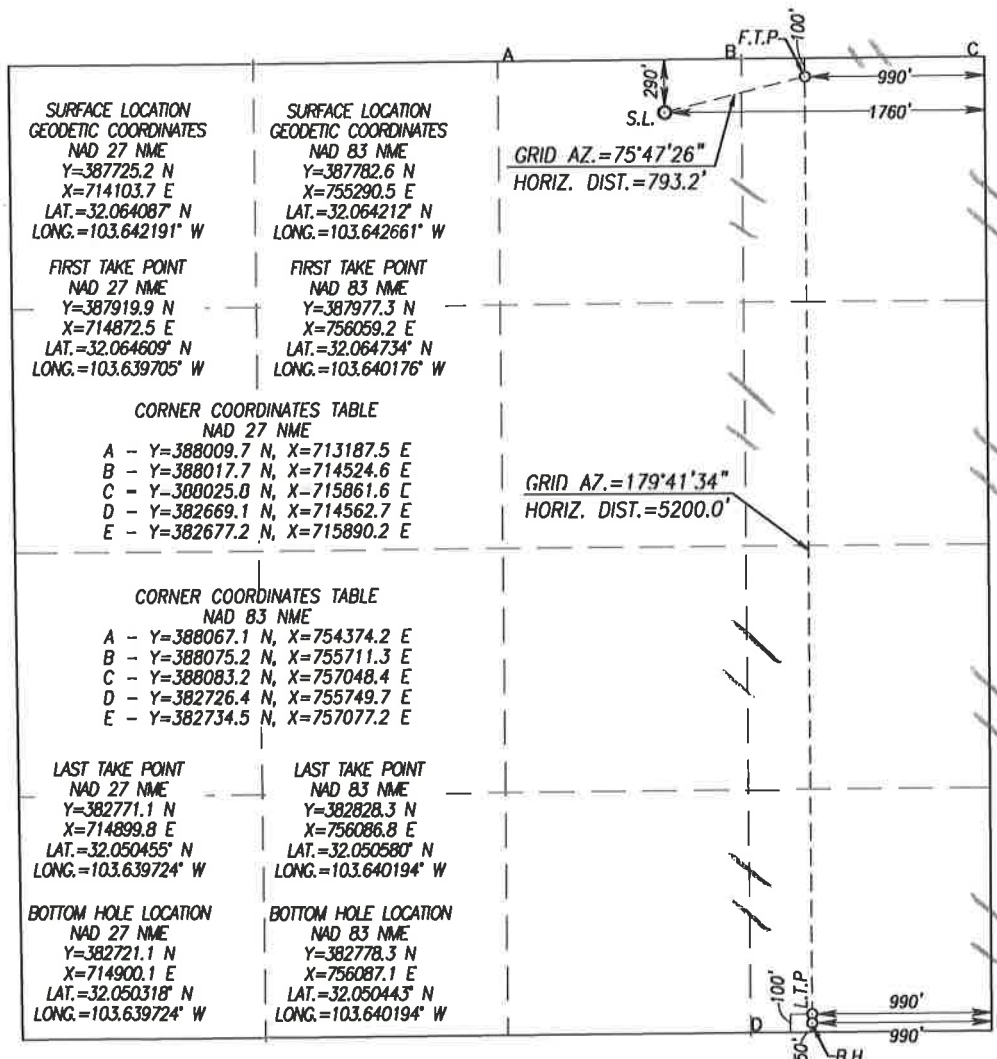 A
B
F.T.P
100'
C
290'
990'
S.L.
1760'
GRID AZ.=75°47'26"
HORIZ. DIST.=793.2'
SURFACE LOCATION
GEODETIC COORDINATES
NAD 27 NME
Y=387725.2 N
X=714103.7 E
LAT.=32.064087° N
LONG.=103.642191° W
SURFACE LOCATION
GEODETIC COORDINATES
NAD 83 NME
Y=387782.6 N
X=755290.5 E
LAT.=32.064212° N
LONG.=103.642661° W
FIRST TAKE POINT
NAD 27 NME
Y=387919.9 N
X=714872.5 E
LAT.=32.064609° N
LONG.=103.639705° W
FIRST TAKE POINT
NAD 83 NME
Y=387977.3 N
X=756059.2 E
LAT.=32.064734° N
LONG.=103.640176° W
CORNER COORDINATES TABLE
NAD 27 NME
A - Y=388009.7 N, X=713187.5 E
B - Y=388017.7 N, X=714524.6 E
C - Y=388025.8 N, X=715861.6 E
D - Y=382669.1 N, X=714562.7 E
E - Y=382677.2 N, X=715890.2 E
GRID AZ.=179°41'34"
HORIZ. DIST.=5200.0'
CORNER COORDINATES TABLE
NAD 83 NME
A - Y=388067.1 N, X=754374.2 E
B - Y=388075.2 N, X=755711.3 E
C - Y=388083.2 N, X=757048.4 E
D - Y=382726.4 N, X=755749.7 E
E - Y=382734.5 N, X=757077.2 E
LAST TAKE POINT
NAD 27 NME
Y=382771.1 N
X=714899.8 E
LAT.=32.050455° N
LONG.=103.639724° W
LAST TAKE POINT
NAD 83 NME
Y=382828.3 N
X=756086.8 E
LAT.=32.050580° N
LONG.=103.640194° W
BOTTOM HOLE LOCATION
NAD 27 NME
Y=382721.1 N
X=714900.1 E
LAT.=32.050318° N
LONG.=103.639724° W
BOTTOM HOLE LOCATION
NAD 83 NME
Y=382778.3 N
X=756087.1 E
LAT.=32.050443° N
LONG.=103.640194° W
100'
L.T.P
990'
D
990'
B.H.